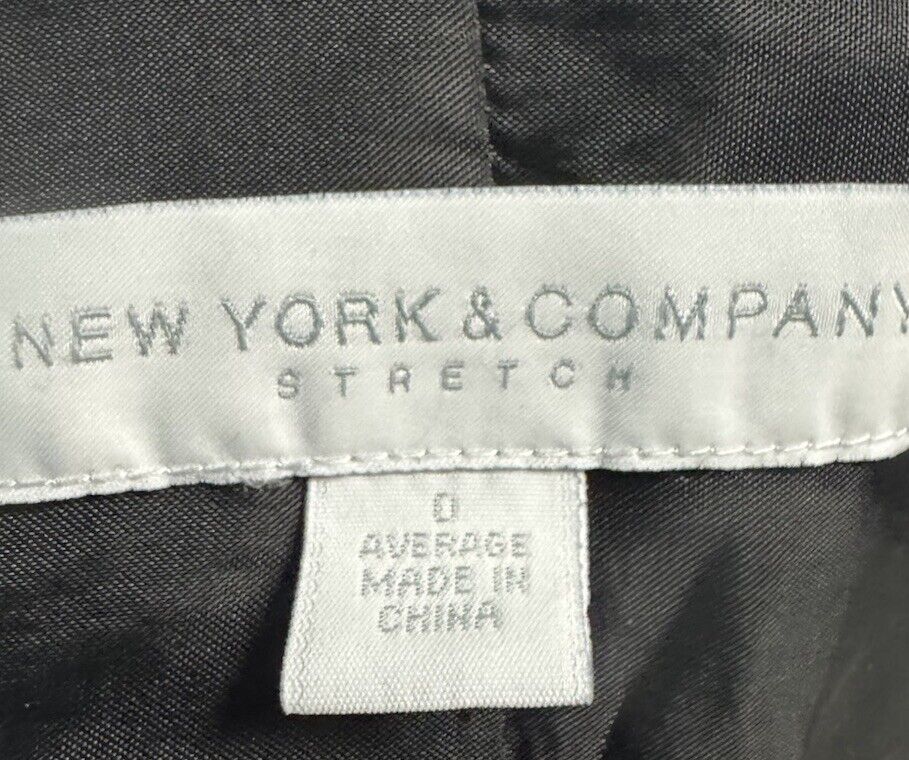 NEW YORK & COMPANY
STRETCH
0
AVERAGE
MADE IN
CHINA